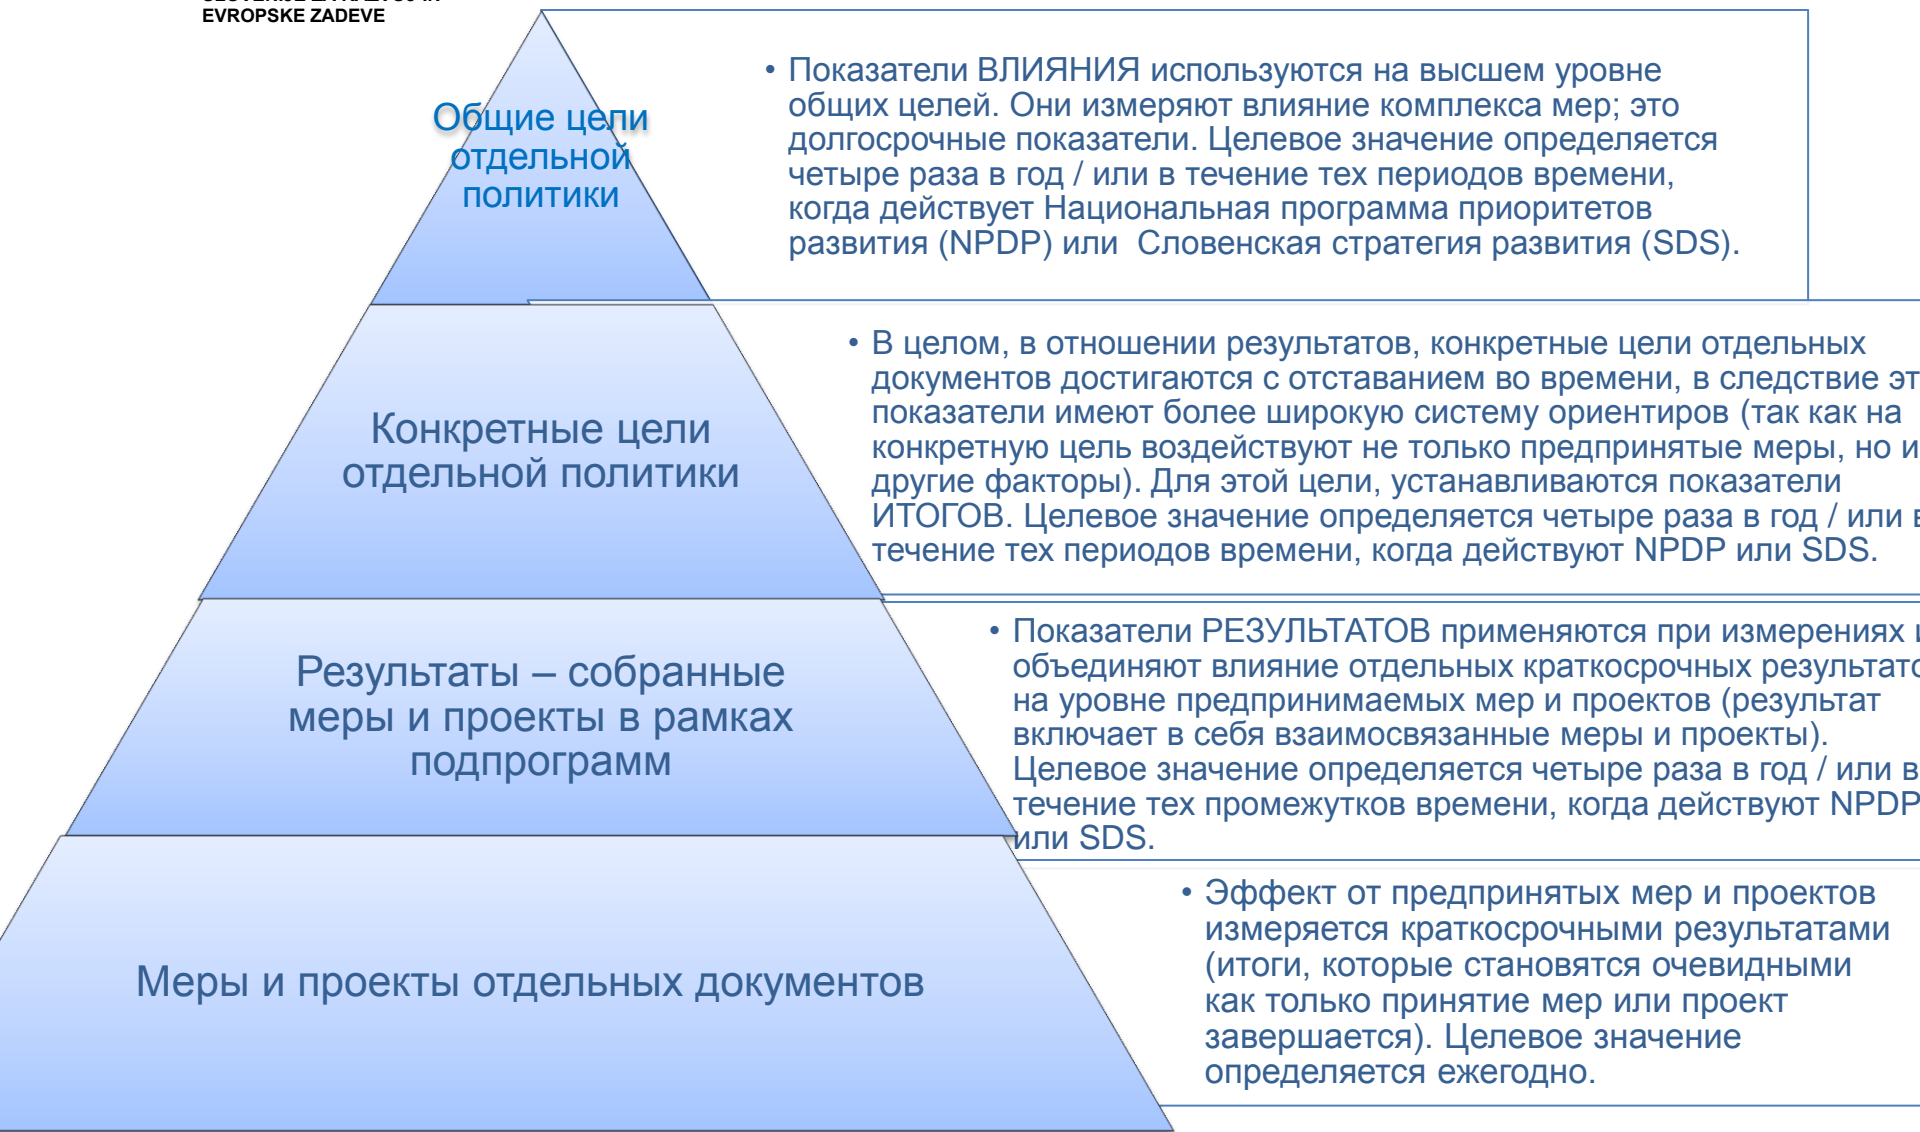 EVROPSKE ZADEVE
Общие цели
отдельной
политики
• Показатели ВЛИЯНИЯ используются на высшем уровне
общих целей. Они измеряют влияние комплекса мер; это
долгосрочные показатели. Целевое значение определяется
четыре раза в год / или в течение тех периодов времени,
когда действует Национальная программа приоритетов
развития (NPDP) или Словенская стратегия развития (SDS).
Конкретные цели
отдельной политики
• В целом, в отношении результатов, конкретные цели отдельных
документов достигаются с отставанием во времени, в следствие
показатели имеют более широкую систему ориентиров (так как на
конкретную цель воздействуют не только предпринятые меры, но и
другие факторы). Для этой цели, устанавливаются показатели
ИТОГОВ. Целевое значение определяется четыре раза в год / или в
течение тех периодов времени, когда действуют NPDP или SDS.
Результаты – собранные
меры и проекты в рамках
подпрограмм
• Показатели РЕЗУЛЬТАТОВ применяются при измерениях
объединяют влияние отдельных краткосрочных
на уровне предпринимаемых мер и проектов (результат
включает в себя взаимосвязанные меры и проекты).
Целевое значение определяется четыре раза в год / или в
течение тех промежутков времени, когда действуют NPDP
или SDS.
Меры и проекты отдельных документов
• Эффект от предпринятых мер и проектов
измеряется краткосрочными результатами
(итоги, которые становятся очевидными
как только принятие мер или проект
завершается). Целевое значение
определяется ежегодно.